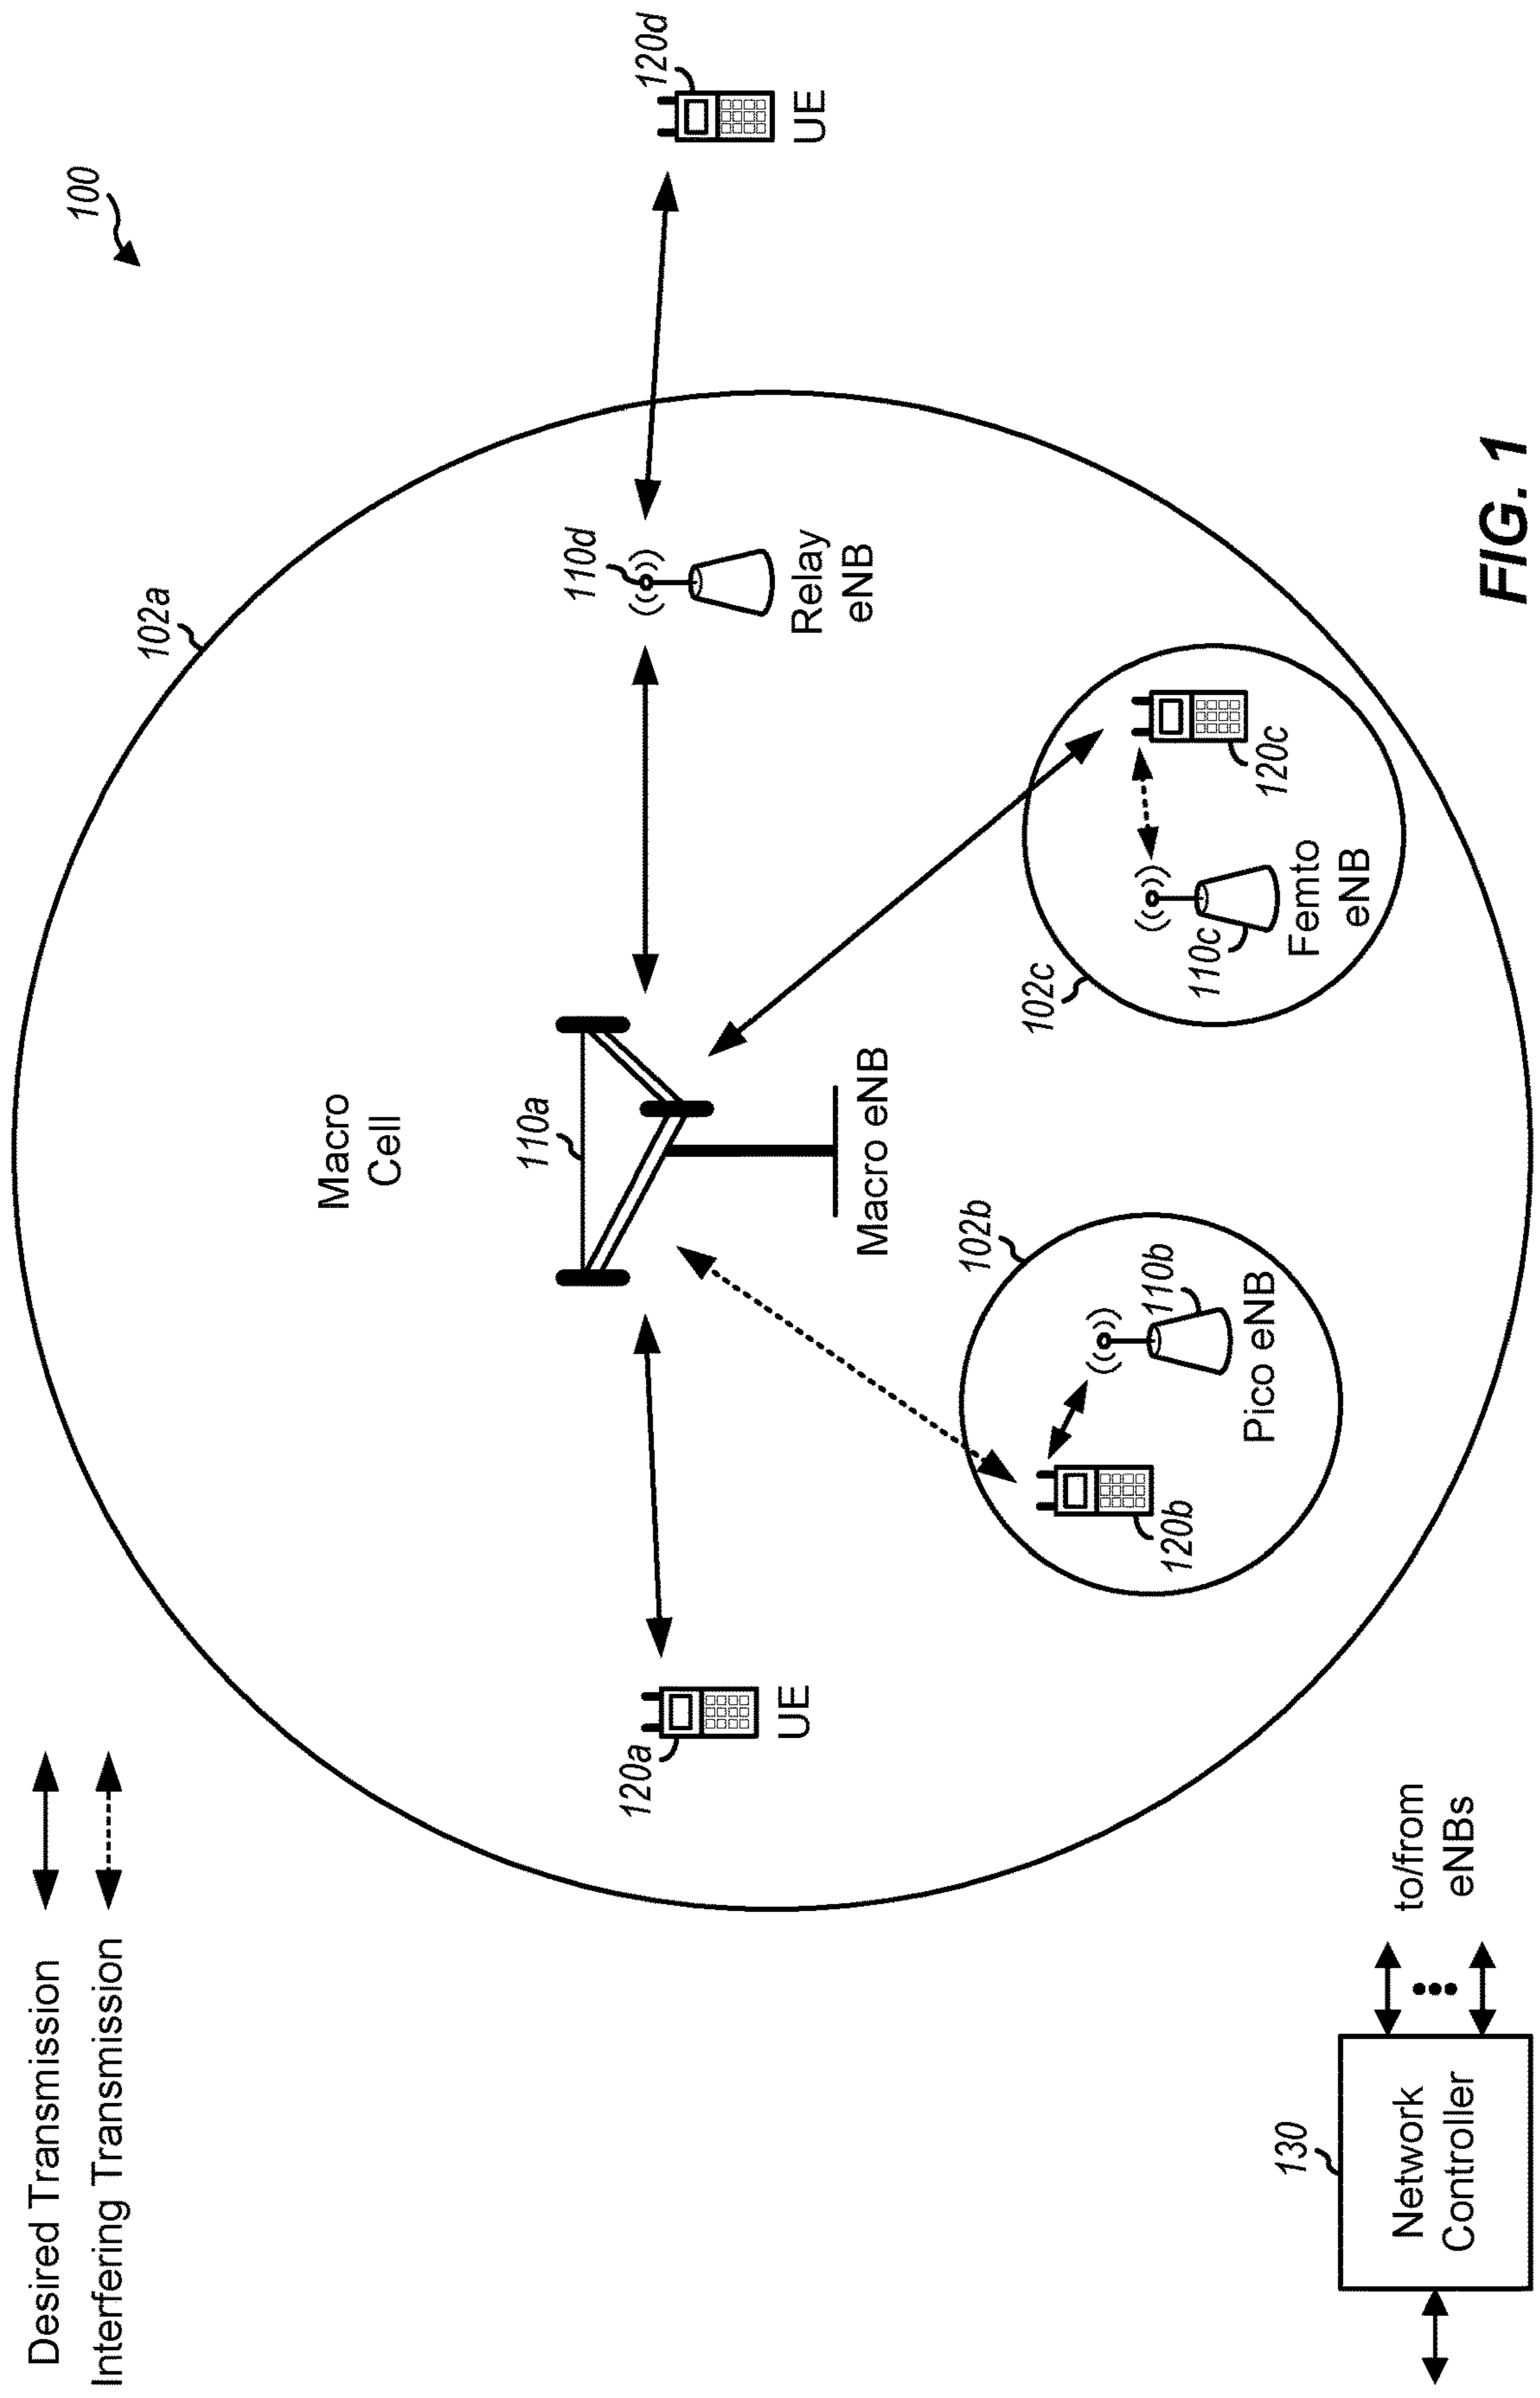 Desired Transmission
Interfering Transmission
100
102a
Macro
Cell
110a
Macro eNB
110d
Relay
eNB
120d
UE
120a
UE
102b
110b
Pico eNB
120b
102c
110c
Femto
eNB
120c
130
Network
Controller
to/from
eNBs
FIG. 1